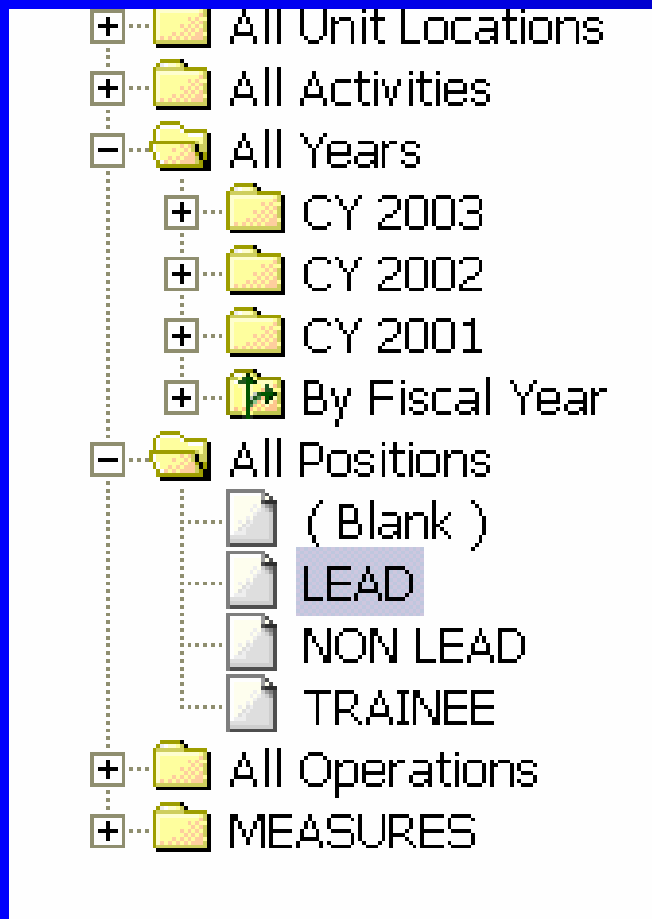 All Unit Locations
All Activities
All Years
CY 2003
CY 2002
CY 2001
By Fiscal Year
All Positions
( Blank )
LEAD
NON LEAD
TRAINEE
All Operations
MEASURES